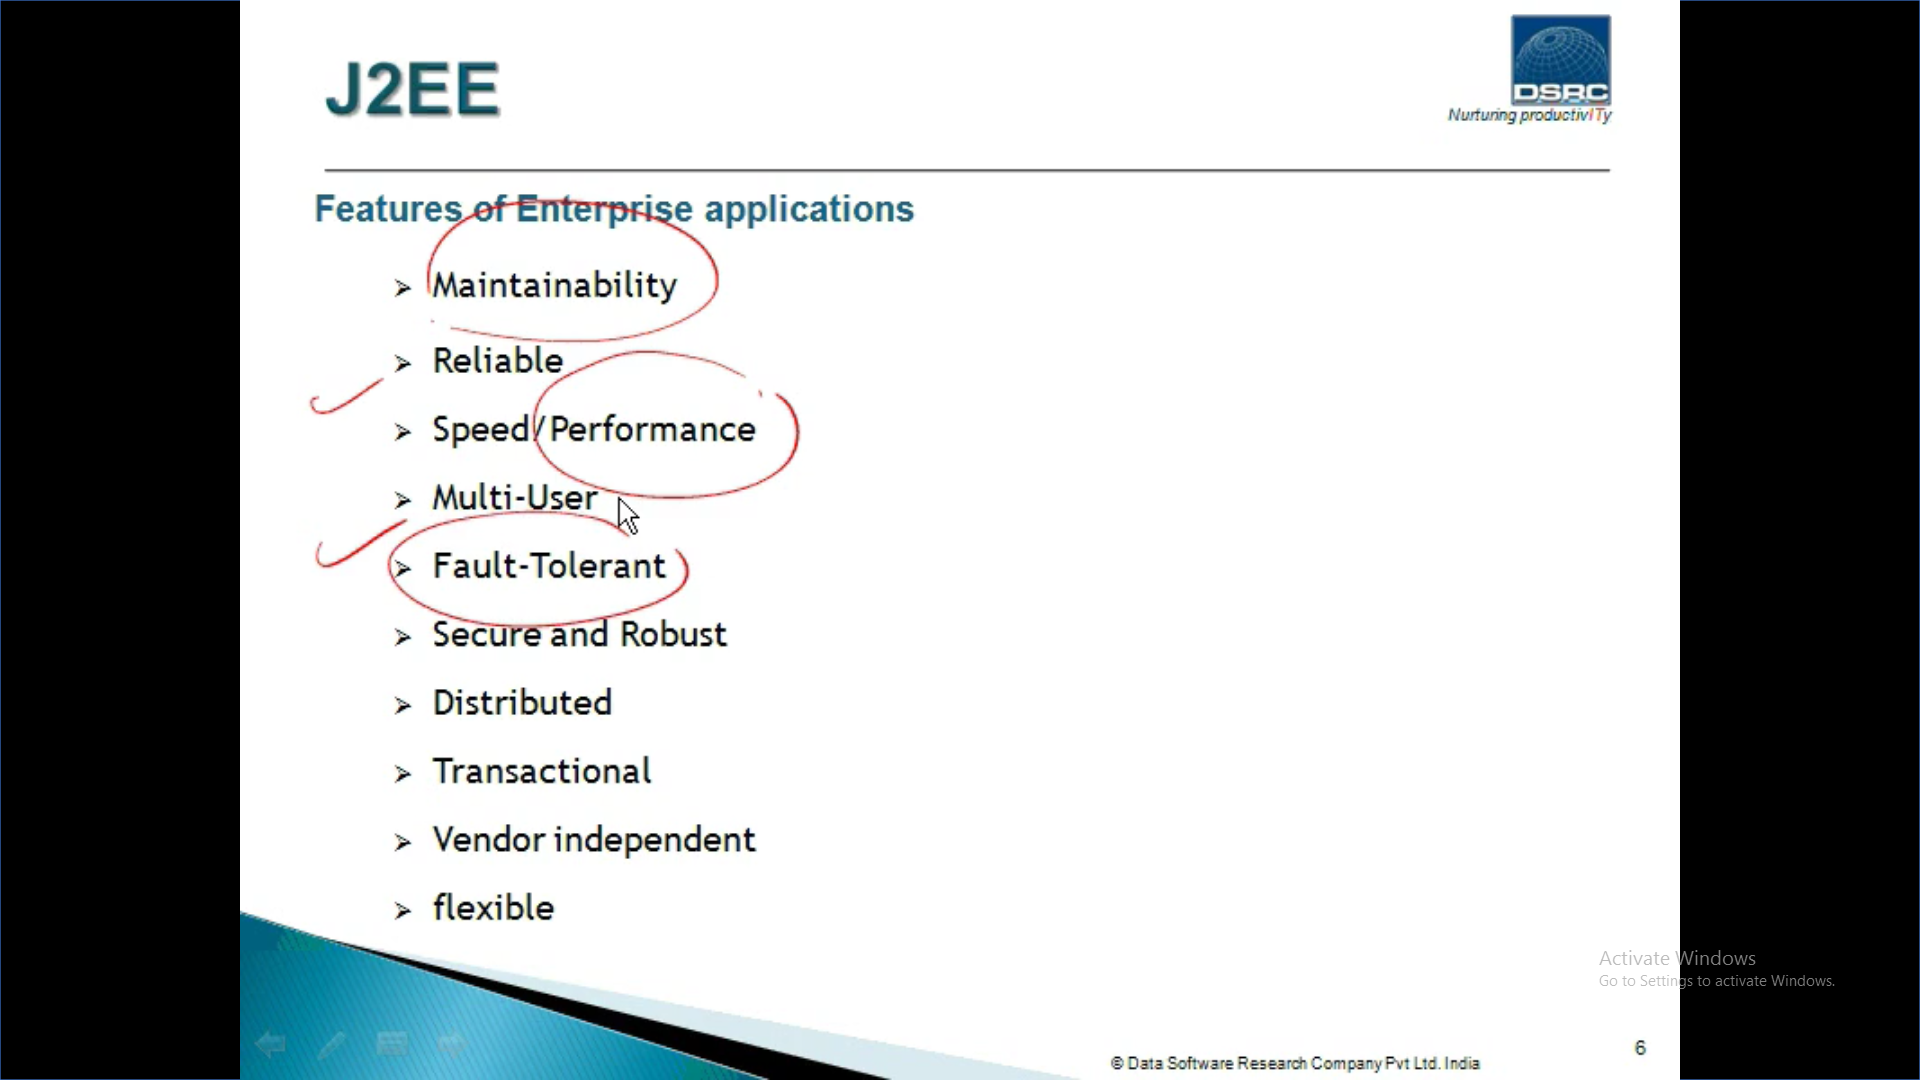 J2EE
DSRC
Nurturing productivITy
Features of Enterprise applications
Maintainability
Reliable
Speed/Performance
Multi-User
Fault-Tolerant
Secure and Robust
Distributed
Transactional
Vendor independent
flexible
Activate Windows
Go to Settings to activate Windows.
6
© Data Software Research Company Pvt Ltd. India